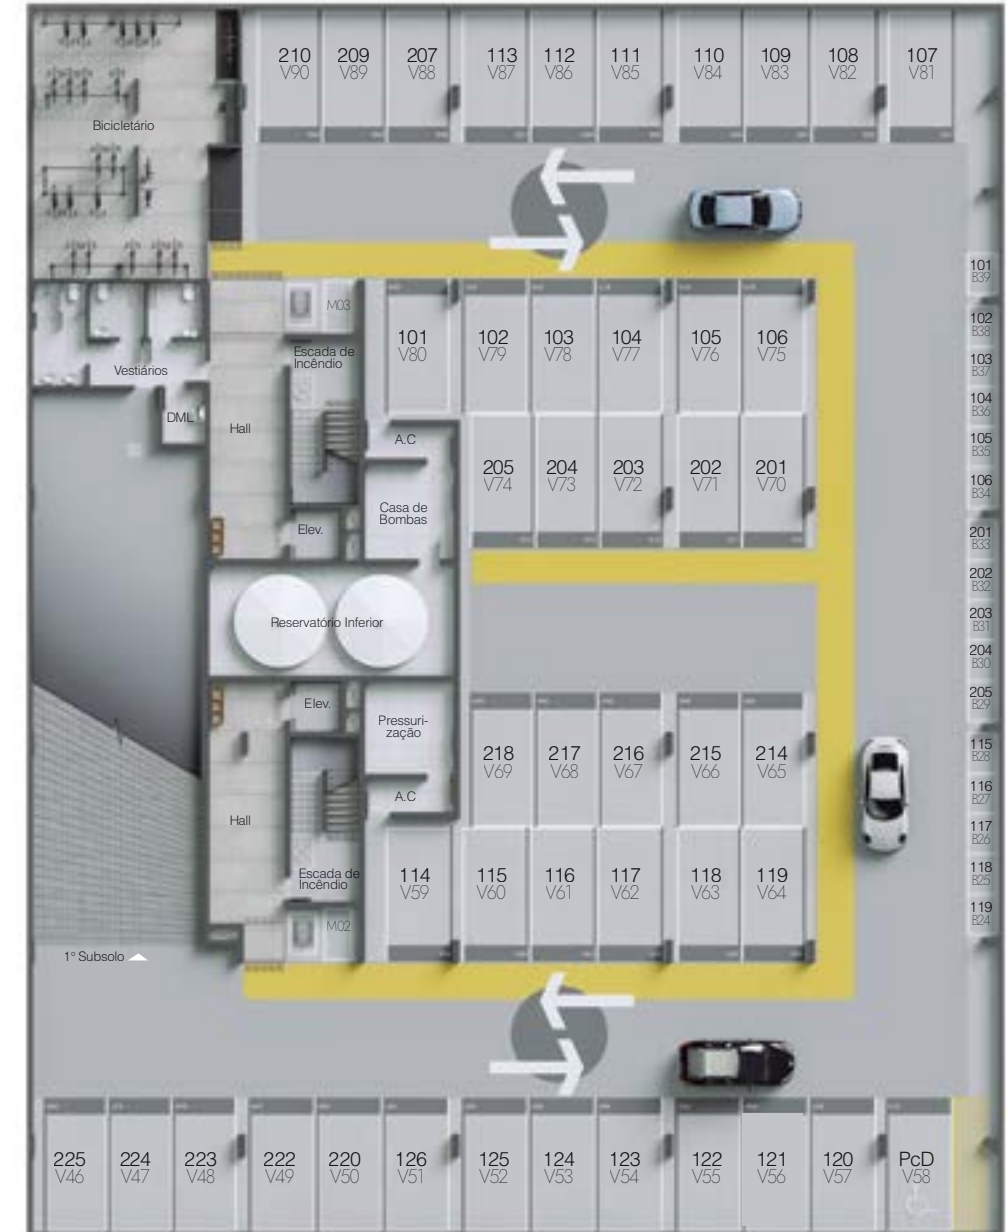 210 209 207 113 112 111 110 109 108 107
V90 V89 V88 V87 V86 V85 V84 V83 V82 V81
Bicicletário
101
B39
102
B38
103
B37
104
B36
105
B35
106
B34
201
B33
202
B32
203
B31
204
B30
205
B29
115
B28
116
B27
117
B26
118
B25
119
B24
M03
101 102 103 104 105 106
V80 V79 V78 V77 V76 V75
Escada de
Incêndio
Vestiários
DML
Hall
A.C
205 204 203 202 201
V74 V73 V72 V71 V70
Casa de
Bombas
Elev.
Reservatório Inferior
Elev.
Pressuri-
zação
218 217 216 215 214
V69 V68 V67 V66 V65
A.C
Hall
Escada de
Incêndio
114 115 116 117 118 119
V59 V60 V61 V62 V63 V64
M02
1º Subsolo
225 224 223 222 220 126 125 124 123 122 121 120 PcD
V46 V47 V48 V49 V50 V51 V52 V53 V54 V55 V56 V57 V58